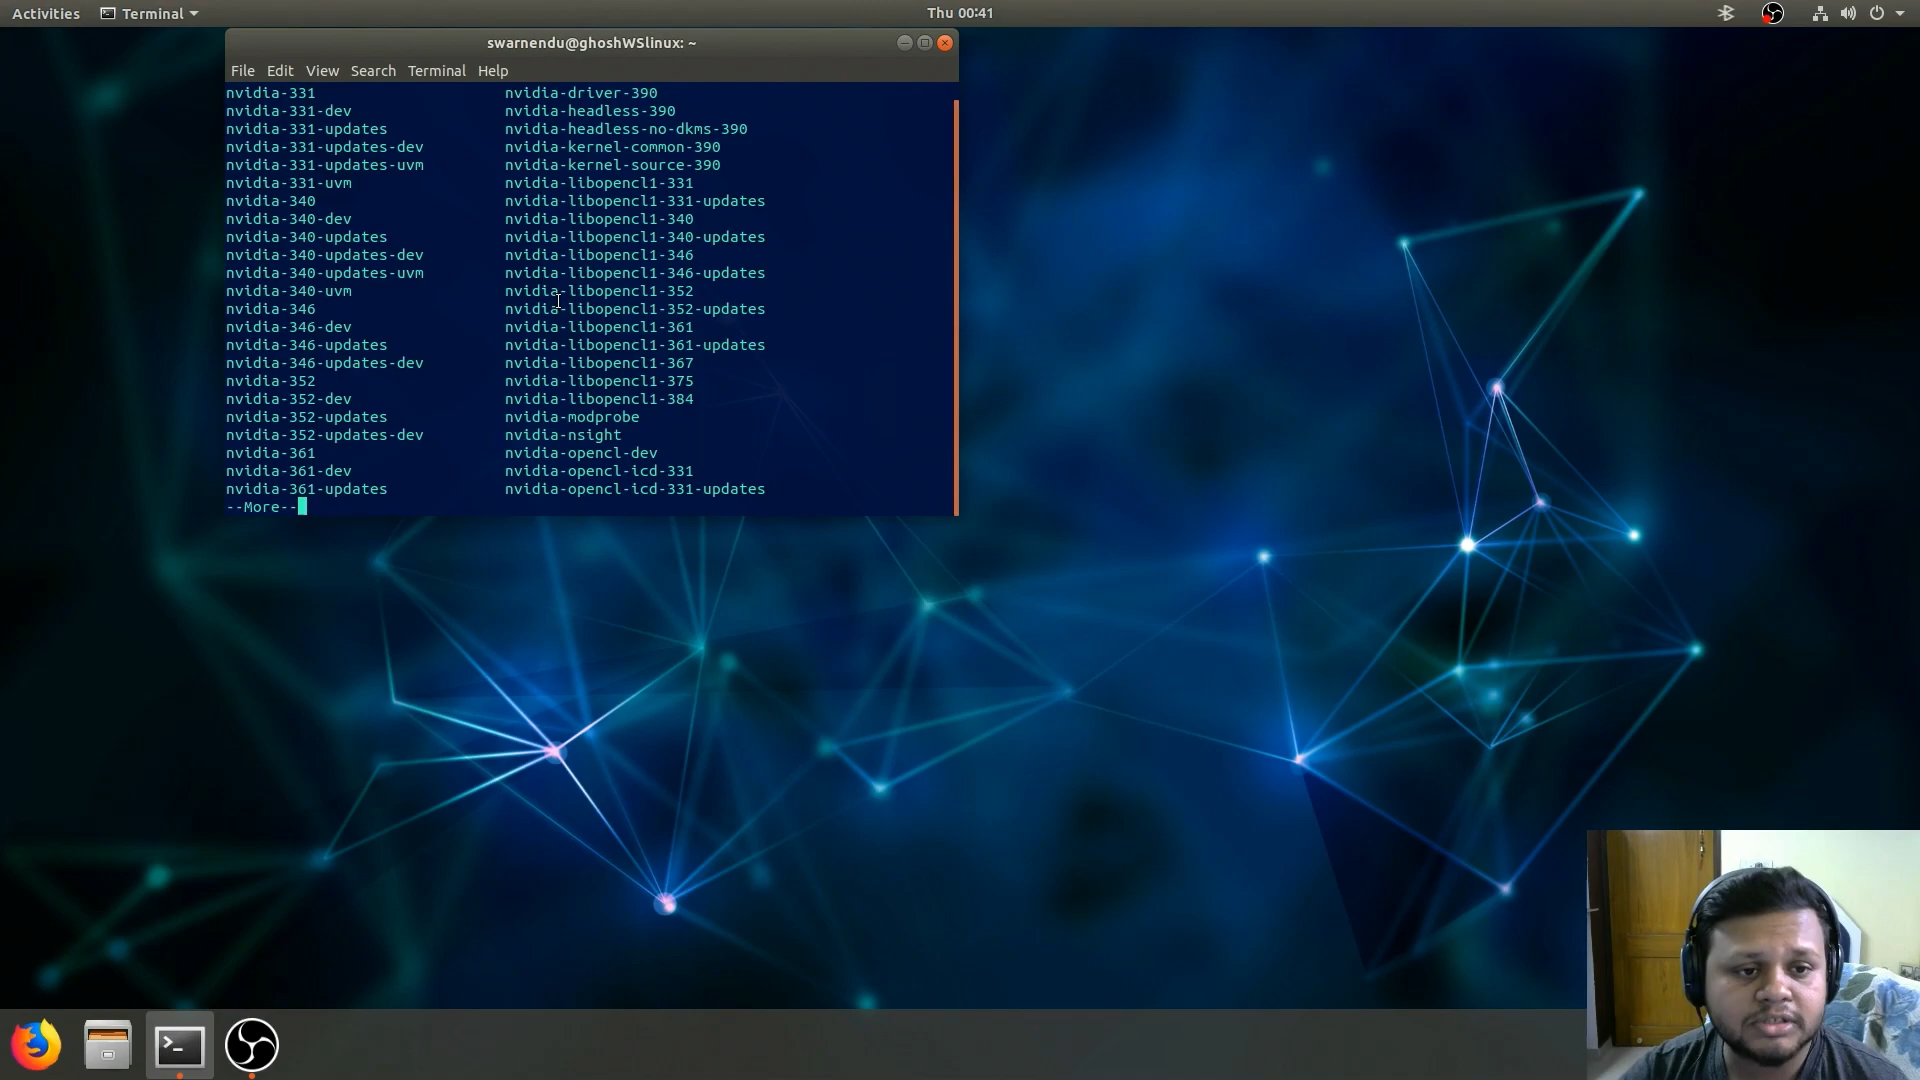 Activities Terminal Thu 00:41
swarnendu@ghoshWSlinux: ~
File Edit View Search Terminal Help
nvidia-331 nvidia-driver-390
nvidia-331-dev nvidia-headless-390
nvidia-331-updates nvidia-headless-no-dkms-390
nvidia-331-updates-dev nvidia-kernel-common-390
nvidia-331-updates-uvm nvidia-kernel-source-390
nvidia-331-uvm nvidia-libopencl1-331
nvidia-340 nvidia-libopencl1-331-updates
nvidia-340-dev nvidia-libopencl1-340
nvidia-340-updates nvidia-libopencl1-340-updates
nvidia-340-updates-dev nvidia-libopencl1-346
nvidia-340-updates-uvm nvidia-libopencl1-346-updates
nvidia-340-uvm nvidia-libopencl1-352
nvidia-346 nvidia-libopencl1-352-updates
nvidia-346-dev nvidia-libopencl1-361
nvidia-346-updates nvidia-libopencl1-361-updates
nvidia-346-updates-dev nvidia-libopencl1-367
nvidia-352 nvidia-libopencl1-375
nvidia-352-dev nvidia-libopencl1-384
nvidia-352-updates nvidia-modprobe
nvidia-352-updates-dev nvidia-nsight
nvidia-361 nvidia-opencl-dev
nvidia-361-dev nvidia-opencl-icd-331
nvidia-361-updates nvidia-opencl-icd-331-updates
--More--